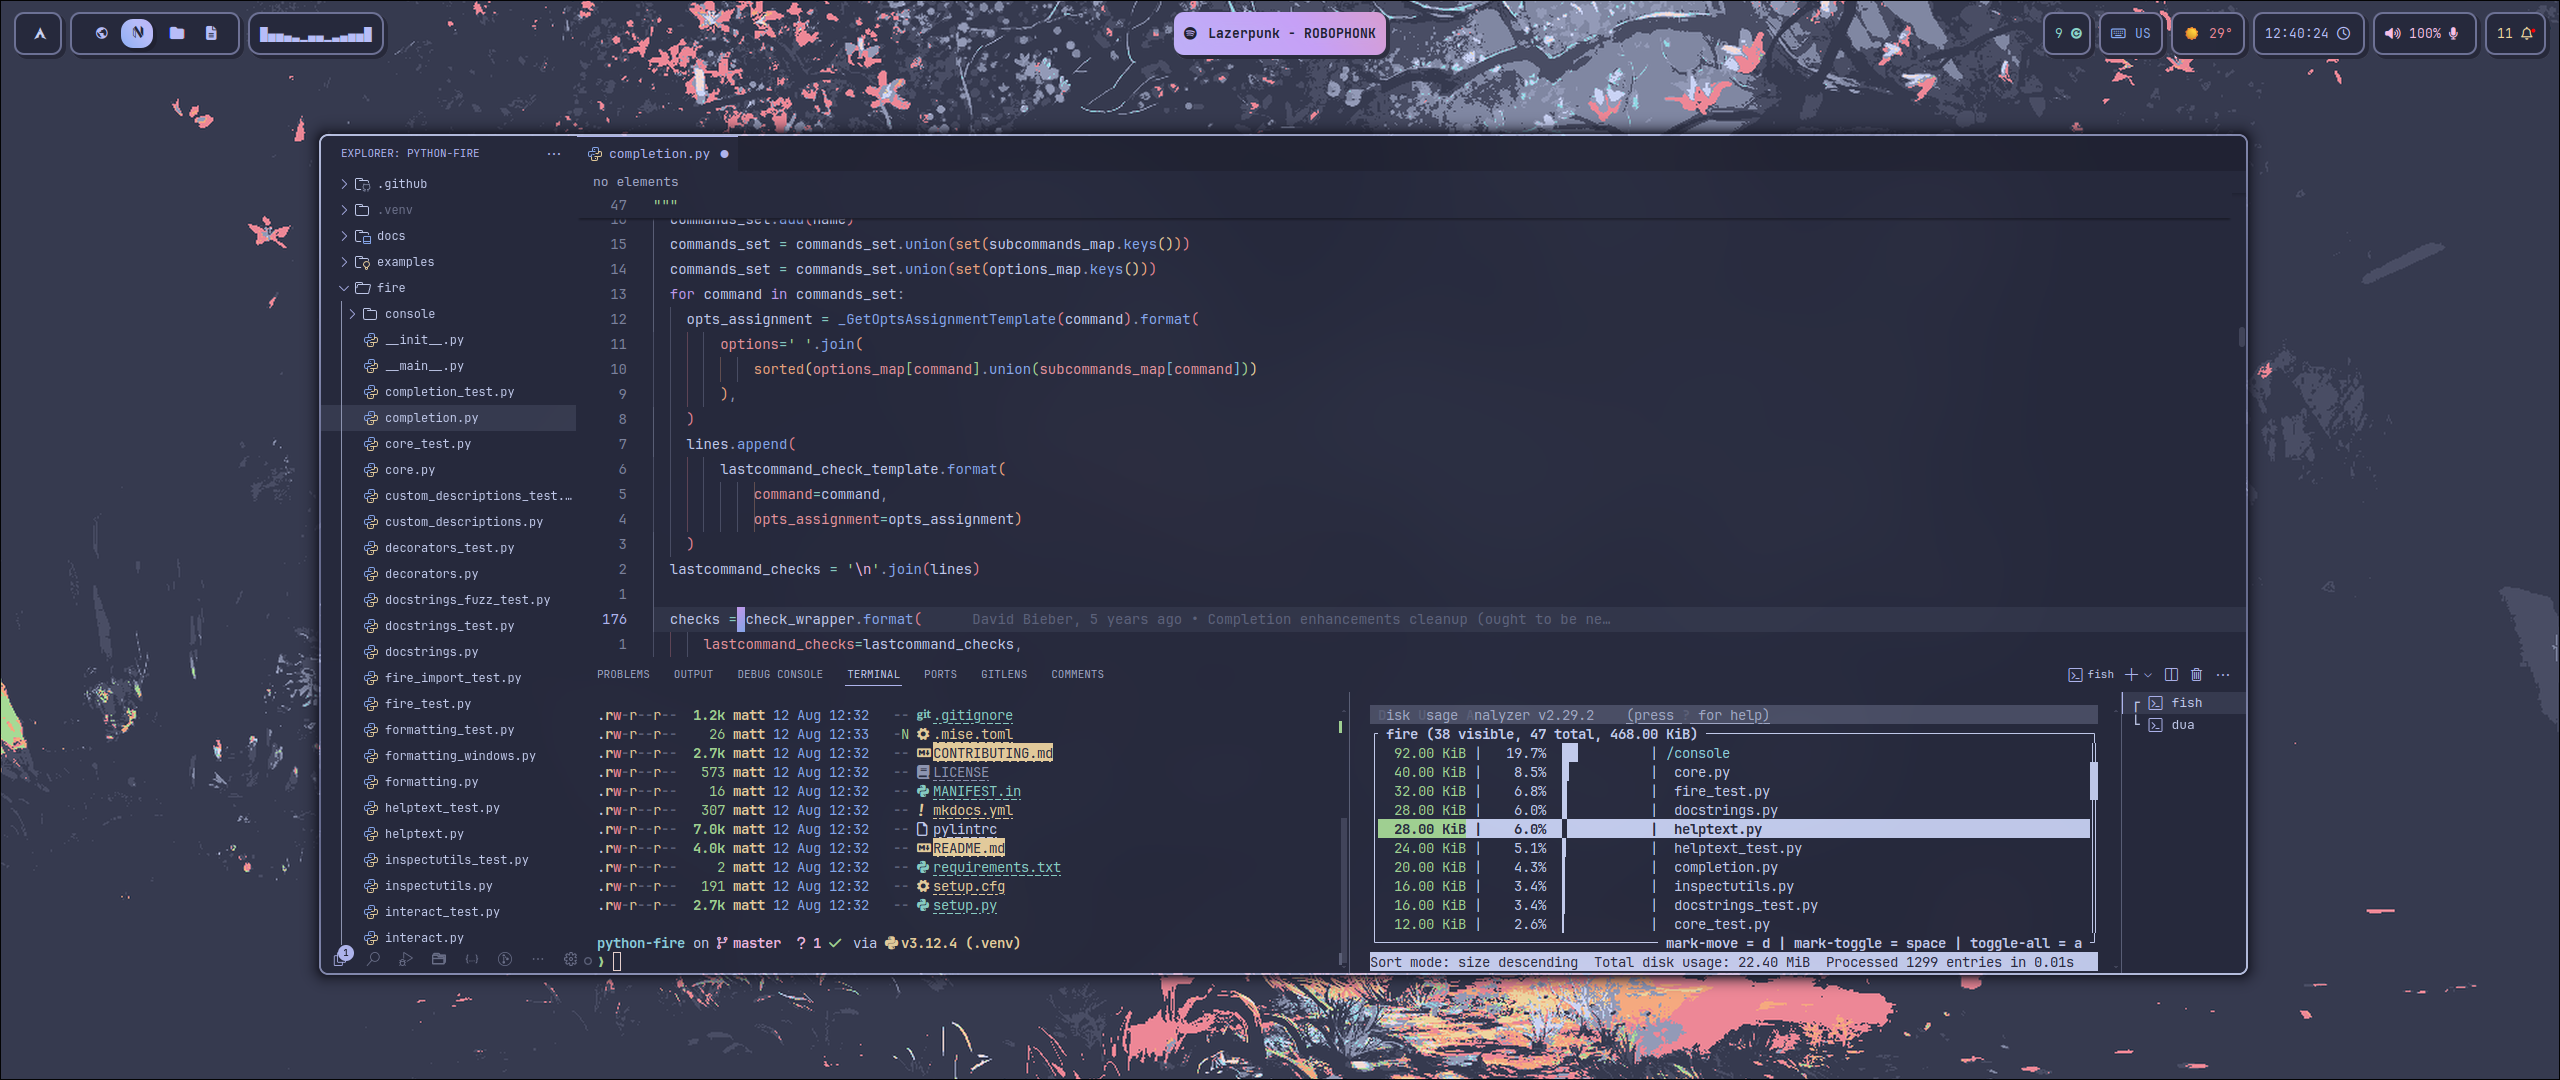 N
Lazerpunk - ROBOPHONK
9
US
29°
12:40:24
100%
11
EXPLORER: PYTHON-FIRE
.github
.venv
docs
examples
fire
console
__init__.py
__main__.py
completion_test.py
completion.py
core_test.py
core.py
custom_descriptions_test.…
custom_descriptions.py
decorators_test.py
decorators.py
docstrings_fuzz_test.py
docstrings_test.py
docstrings.py
fire_import_test.py
fire_test.py
formatting_test.py
formatting_windows.py
formatting.py
helptext_test.py
helptext.py
inspectutils_test.py
inspectutils.py
interact_test.py
interact.py
1
completion.py
no elements
47 """
16 commands_set.add(name)
15 commands_set = commands_set.union(set(subcommands_map.keys()))
14 commands_set = commands_set.union(set(options_map.keys()))
13 for command in commands_set:
12 opts_assignment = _GetOptsAssignmentTemplate(command).format(
11 options=' '.join(
10 sorted(options_map[command].union(subcommands_map[command]))
9 ),
8 )
7 lines.append(
6 lastcommand_check_template.format(
5 command=command,
4 opts_assignment=opts_assignment)
3 )
2 lastcommand_checks = '\n'.join(lines)
1
176 checks = check_wrapper.format( David Bieber, 5 years ago • Completion enhancements cleanup (ought to be ne…
1 lastcommand_checks=lastcommand_checks,
PROBLEMS OUTPUT DEBUG CONSOLE TERMINAL PORTS GITLENS COMMENTS
fish
.rw-r--r-- 1.2k matt 12 Aug 12:32 -- git .gitignore
.rw-r--r-- 26 matt 12 Aug 12:33 -N .mise.toml
.rw-r--r-- 2.7k matt 12 Aug 12:32 -- CONTRIBUTING.md
.rw-r--r-- 573 matt 12 Aug 12:32 -- LICENSE
.rw-r--r-- 16 matt 12 Aug 12:32 -- MANIFEST.in
.rw-r--r-- 307 matt 12 Aug 12:32 -- ! mkdocs.yml
.rw-r--r-- 7.0k matt 12 Aug 12:32 -- pylintrc
.rw-r--r-- 4.0k matt 12 Aug 12:32 -- README.md
.rw-r--r-- 2 matt 12 Aug 12:32 -- requirements.txt
.rw-r--r-- 191 matt 12 Aug 12:32 -- setup.cfg
.rw-r--r-- 2.7k matt 12 Aug 12:32 -- setup.py
python-fire on master ? 1 ✓ via v3.12.4 (.venv)
❯
Disk Usage Analyzer v2.29.2 (press ? for help)
fire (38 visible, 47 total, 468.00 KiB)
92.00 KiB | 19.7% | /console
40.00 KiB | 8.5% | core.py
32.00 KiB | 6.8% | fire_test.py
28.00 KiB | 6.0% | docstrings.py
28.00 KiB | 6.0% | helptext.py
24.00 KiB | 5.1% | helptext_test.py
20.00 KiB | 4.3% | completion.py
16.00 KiB | 3.4% | inspectutils.py
16.00 KiB | 3.4% | docstrings_test.py
12.00 KiB | 2.6% | core_test.py
mark-move = d | mark-toggle = space | toggle-all = a
Sort mode: size descending Total disk usage: 22.40 MiB Processed 1299 entries in 0.01s
fish
dua